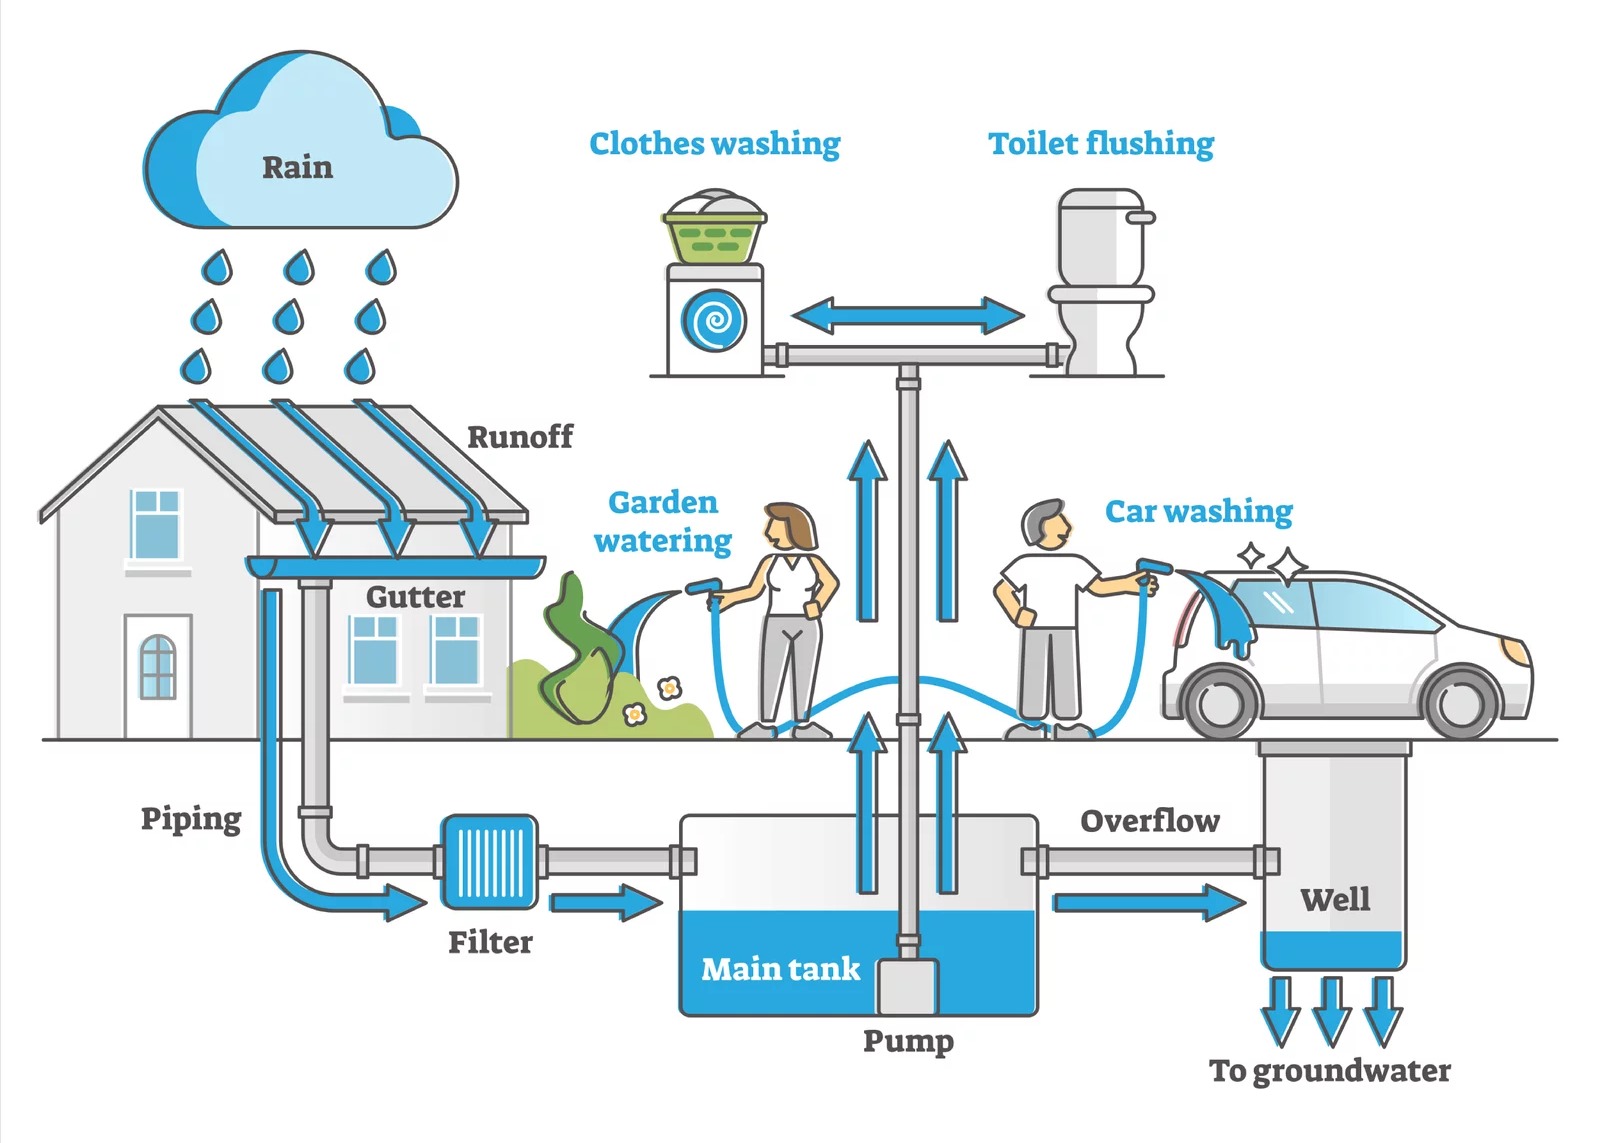 Rain
Clothes washing
Toilet flushing
Runoff
Garden
watering
Car washing
Gutter
Piping
Overflow
Filter
Well
Main tank
Pump
To groundwater